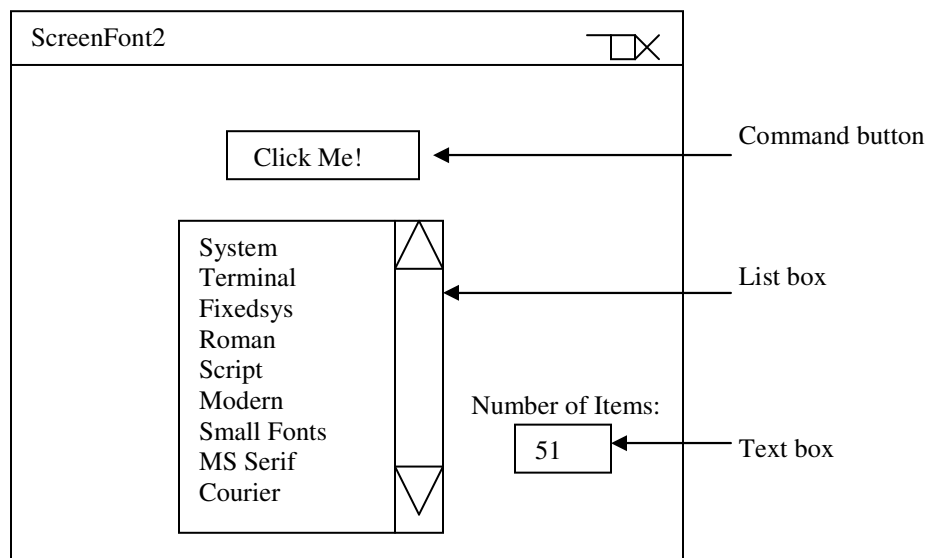 ScreenFont2
Command button
Click Me!
System
Terminal
Fixedsys
Roman
Script
Modern
Small Fonts
MS Serif
Courier
List box
Number of Items:
51
Text box